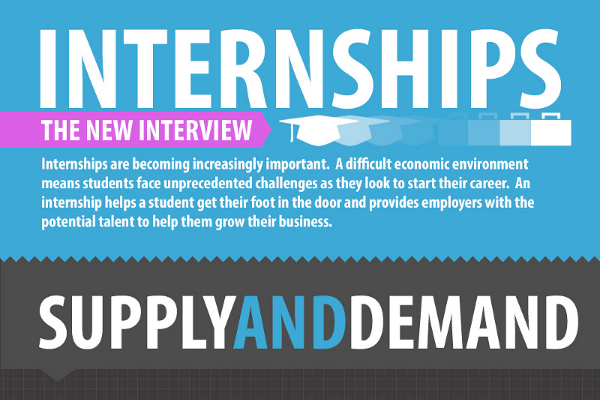 INTERNSHIPS
THE NEW INTERVIEW
Internships are becoming increasingly important.  A difficult economic environment
means students face unprecedented challenges as they look to start their career.  An
internship helps a student get their foot in the door and provides employers with the
potential talent to help them grow their business.
SUPPLYANDDEMAND